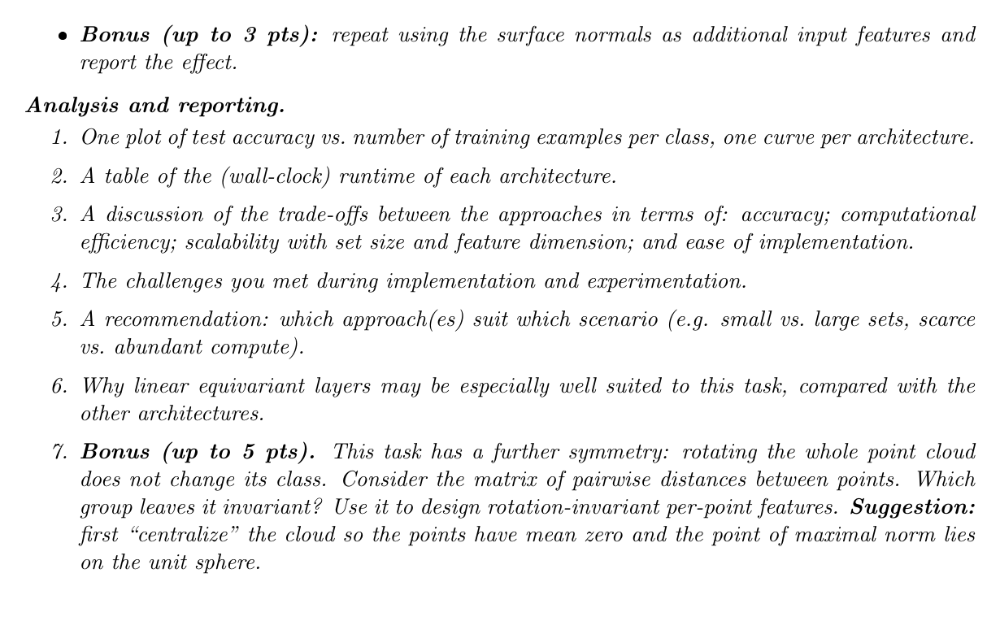 • Bonus (up to 3 pts): repeat using the surface normals as additional input features and
report the effect.
Analysis and reporting.
1. One plot of test accuracy vs. number of training examples per class, one curve per architecture.
2. A table of the (wall-clock) runtime of each architecture.
3. A discussion of the trade-offs between the approaches in terms of: accuracy; computational
efficiency; scalability with set size and feature dimension; and ease of implementation.
4. The challenges you met during implementation and experimentation.
5. A recommendation: which approach(es) suit which scenario (e.g. small vs. large sets, scarce
vs. abundant compute).
6. Why linear equivariant layers may be especially well suited to this task, compared with the
other architectures.
7. Bonus (up to 5 pts). This task has a further symmetry: rotating the whole point cloud
does not change its class. Consider the matrix of pairwise distances between points. Which
group leaves it invariant? Use it to design rotation-invariant per-point features. Suggestion:
first “centralize” the cloud so the points have mean zero and the point of maximal norm lies
on the unit sphere.